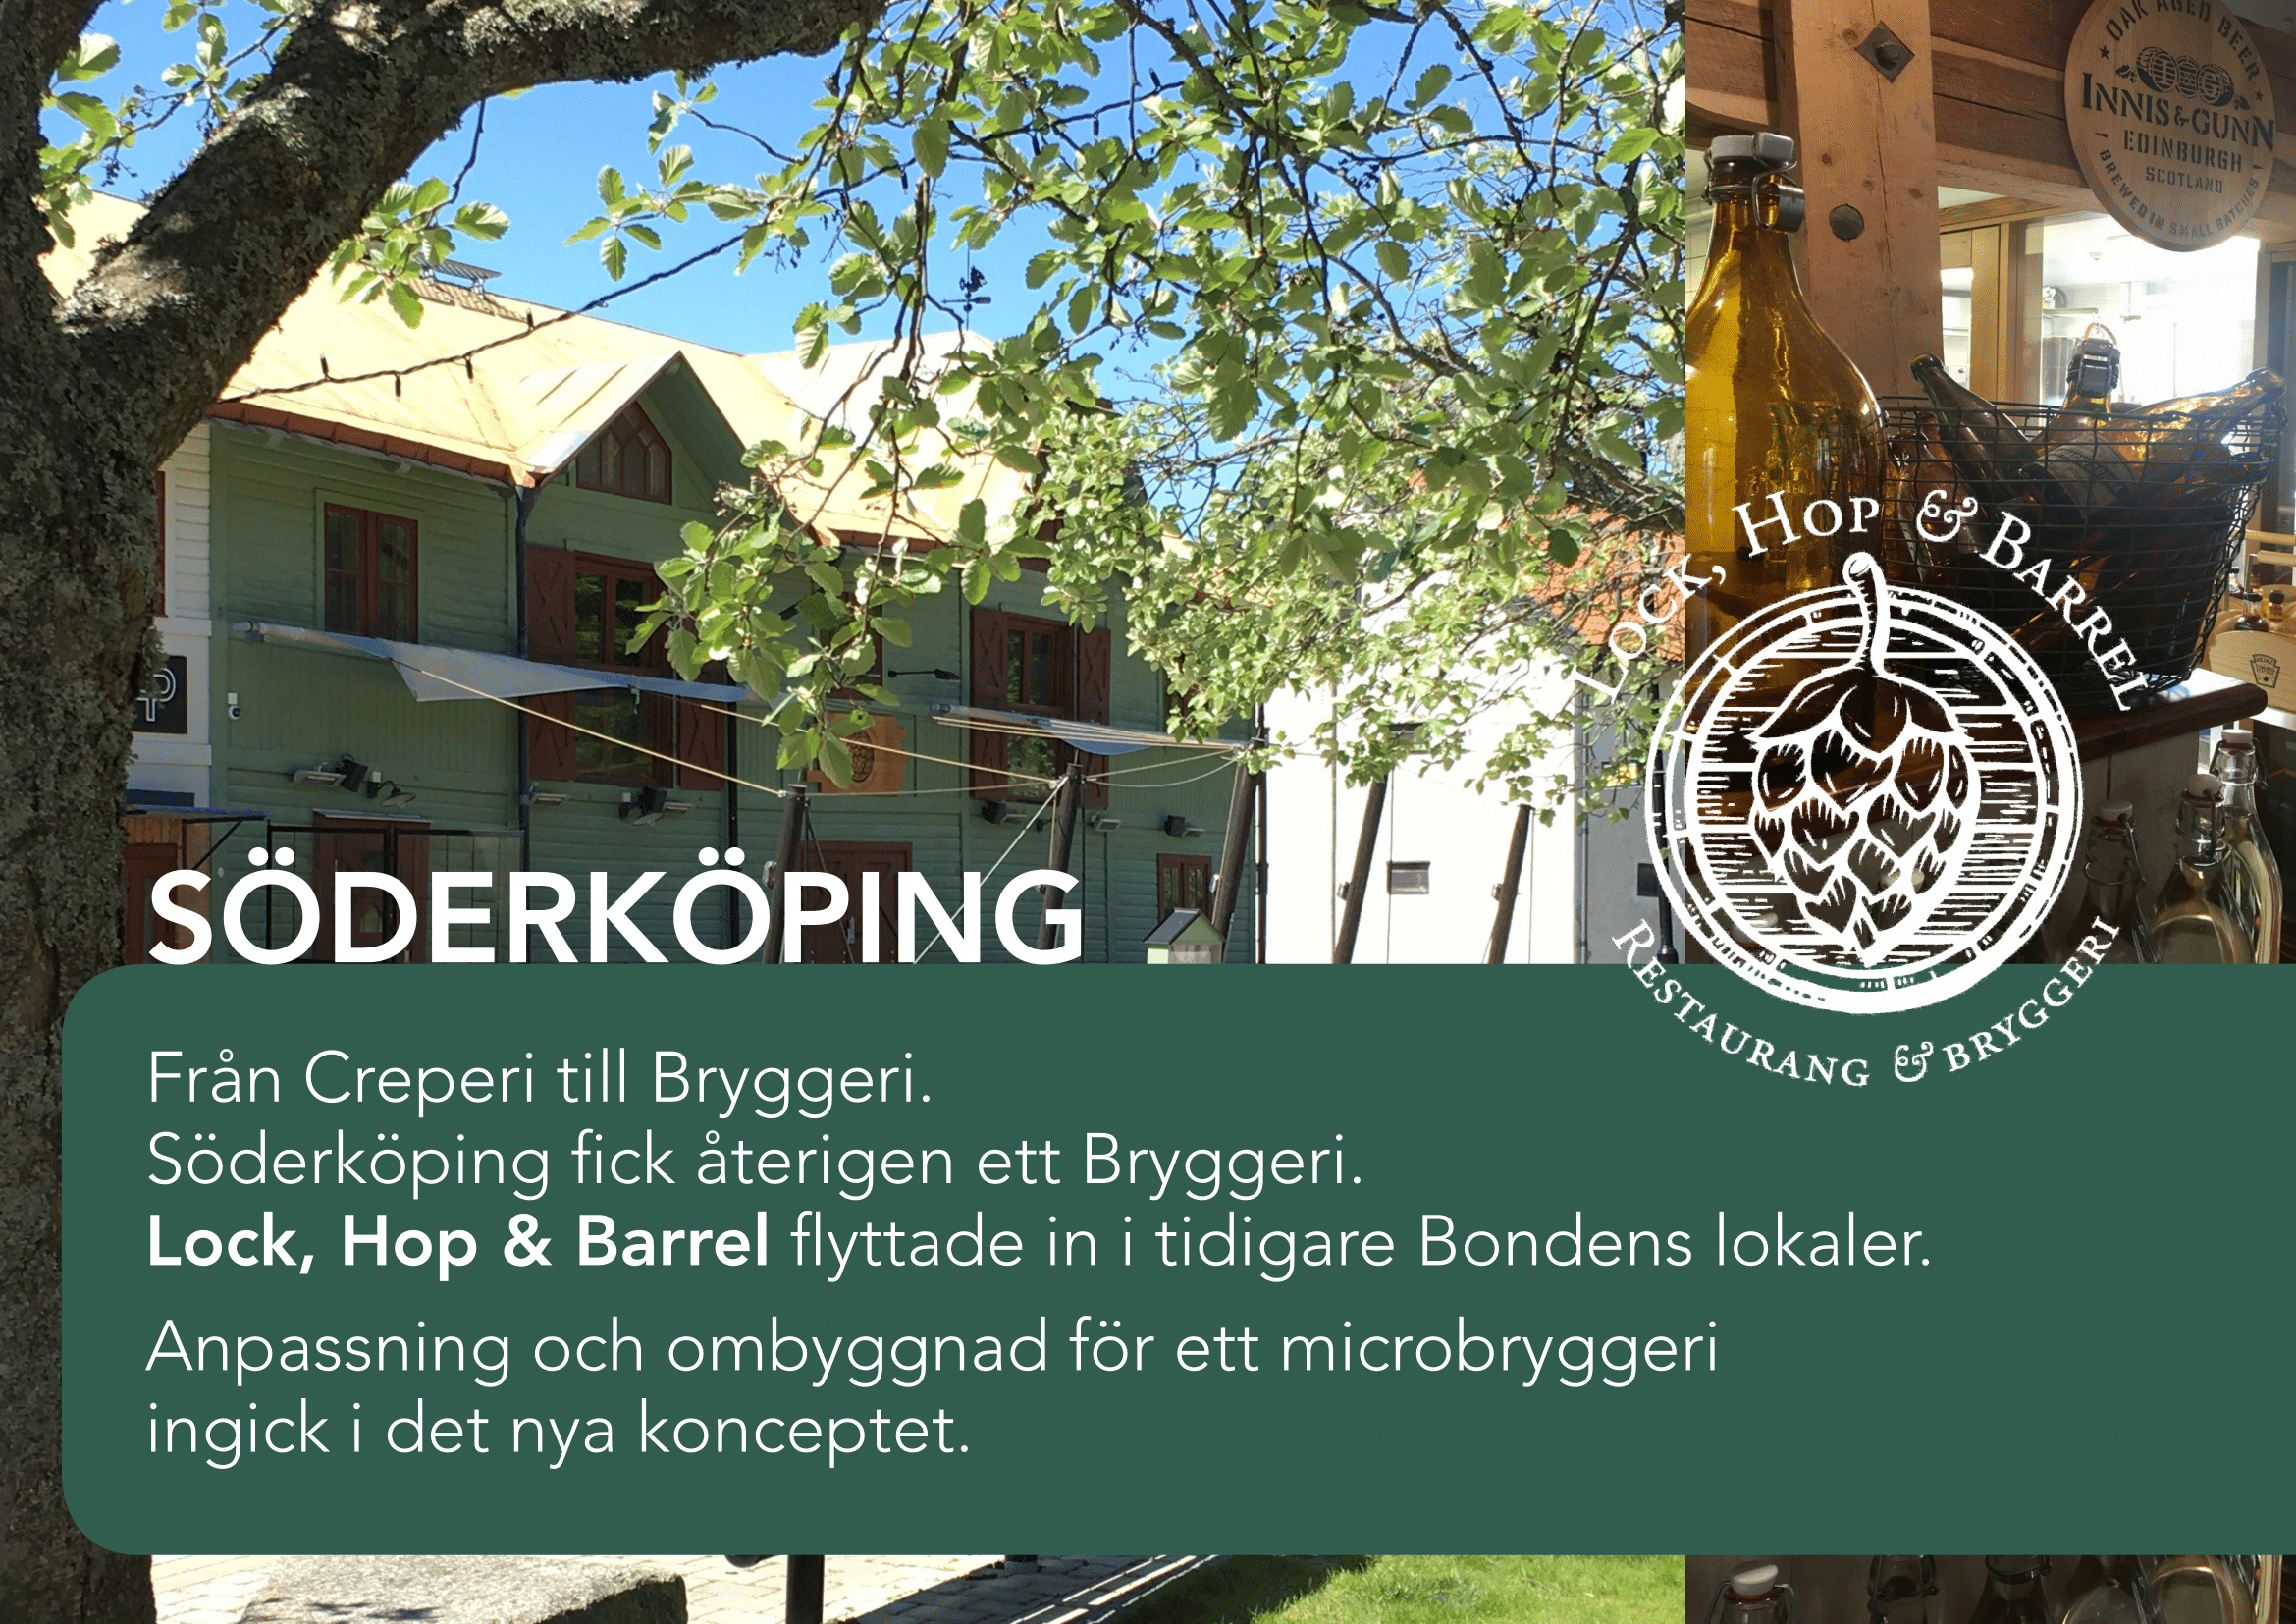 OAK AGED BEER
INNIS & GUNN
EDINBURGH
SCOTLAND
BREWED IN SMALL BATCHES
LOCK, HOP & BARREL
RESTAURANG & BRYGGERI
SÖDERKÖPING
Från Creperi till Bryggeri.
Söderköping fick återigen ett Bryggeri.
Lock, Hop & Barrel flyttade in i tidigare Bondens lokaler.
Anpassning och ombyggnad för ett microbryggeri
ingick i det nya konceptet.